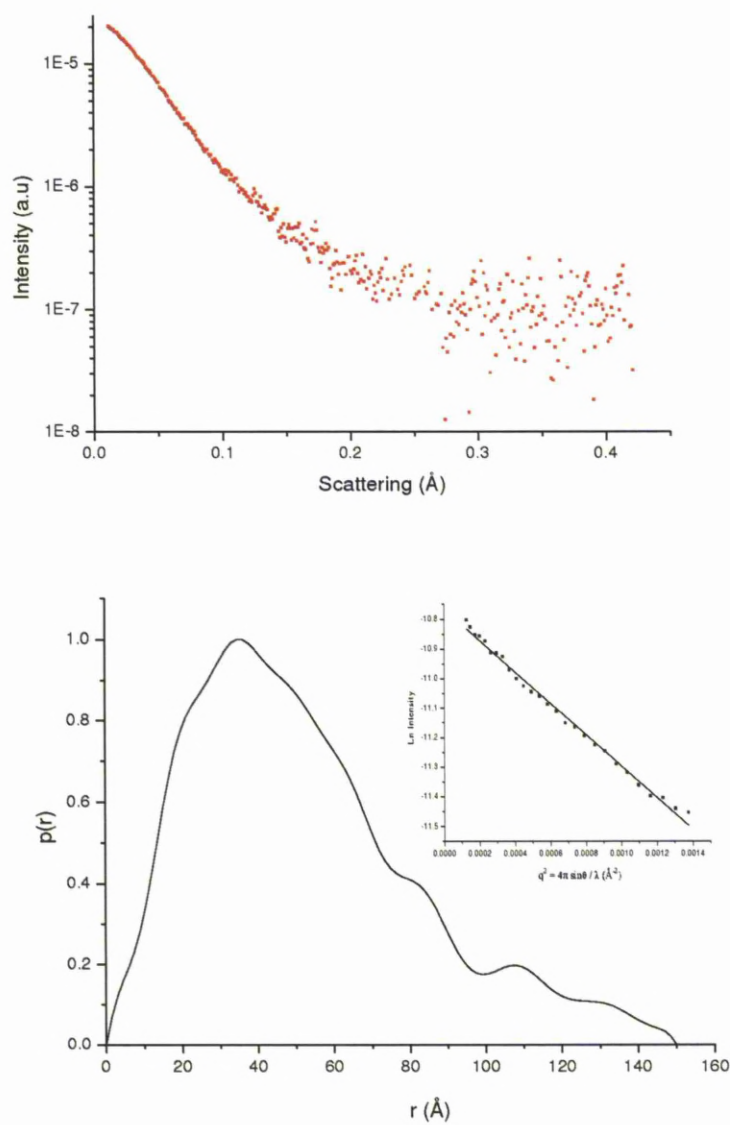 1E-5
1E-6
1E-7
1E-8
Intensity (a.u)
0.0 0.1 0.2 0.3 0.4
Scattering (Å)
1.0
0.8
0.6
0.4
0.2
0.0
p(r)
0 20 40 60 80 100 120 140 160
r (Å)
-10.8
-10.9
-11.0
-11.1
-11.2
-11.3
-11.4
-11.5
Ln Intensity
0.0000 0.0002 0.0004 0.0006 0.0008 0.0010 0.0012 0.0014
q² = 4π sinθ / λ (Å⁻²)